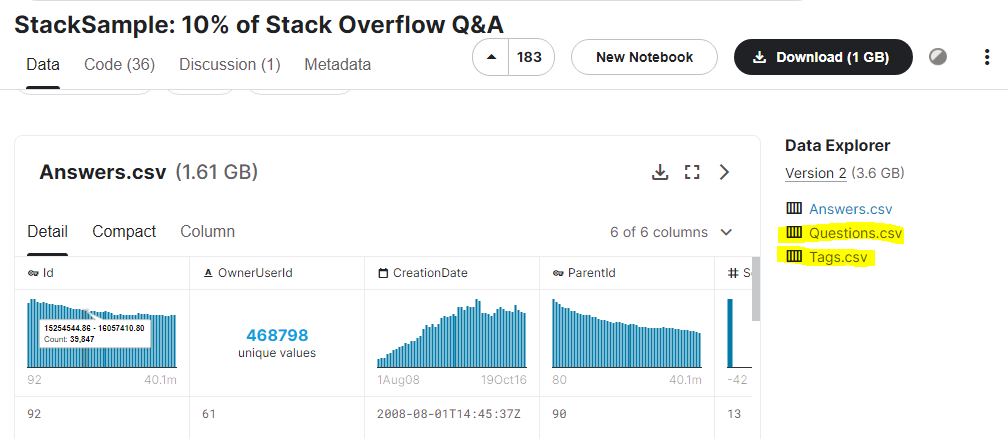 StackSample: 10% of Stack Overflow Q&A
Data Code (36) Discussion (1) Metadata
183
New Notebook
Download (1 GB)
Answers.csv (1.61 GB)
Detail Compact Column
6 of 6 columns
Id OwnerUserId CreationDate ParentId # S
15254544.86 - 16057410.80
Count: 39,847
468798
unique values
92 40.1m
1Aug08 19Oct16
80 40.1m
-42
92 61 2008-08-01T14:45:37Z 90 13
Data Explorer
Version 2 (3.6 GB)
Answers.csv
Questions.csv
Tags.csv